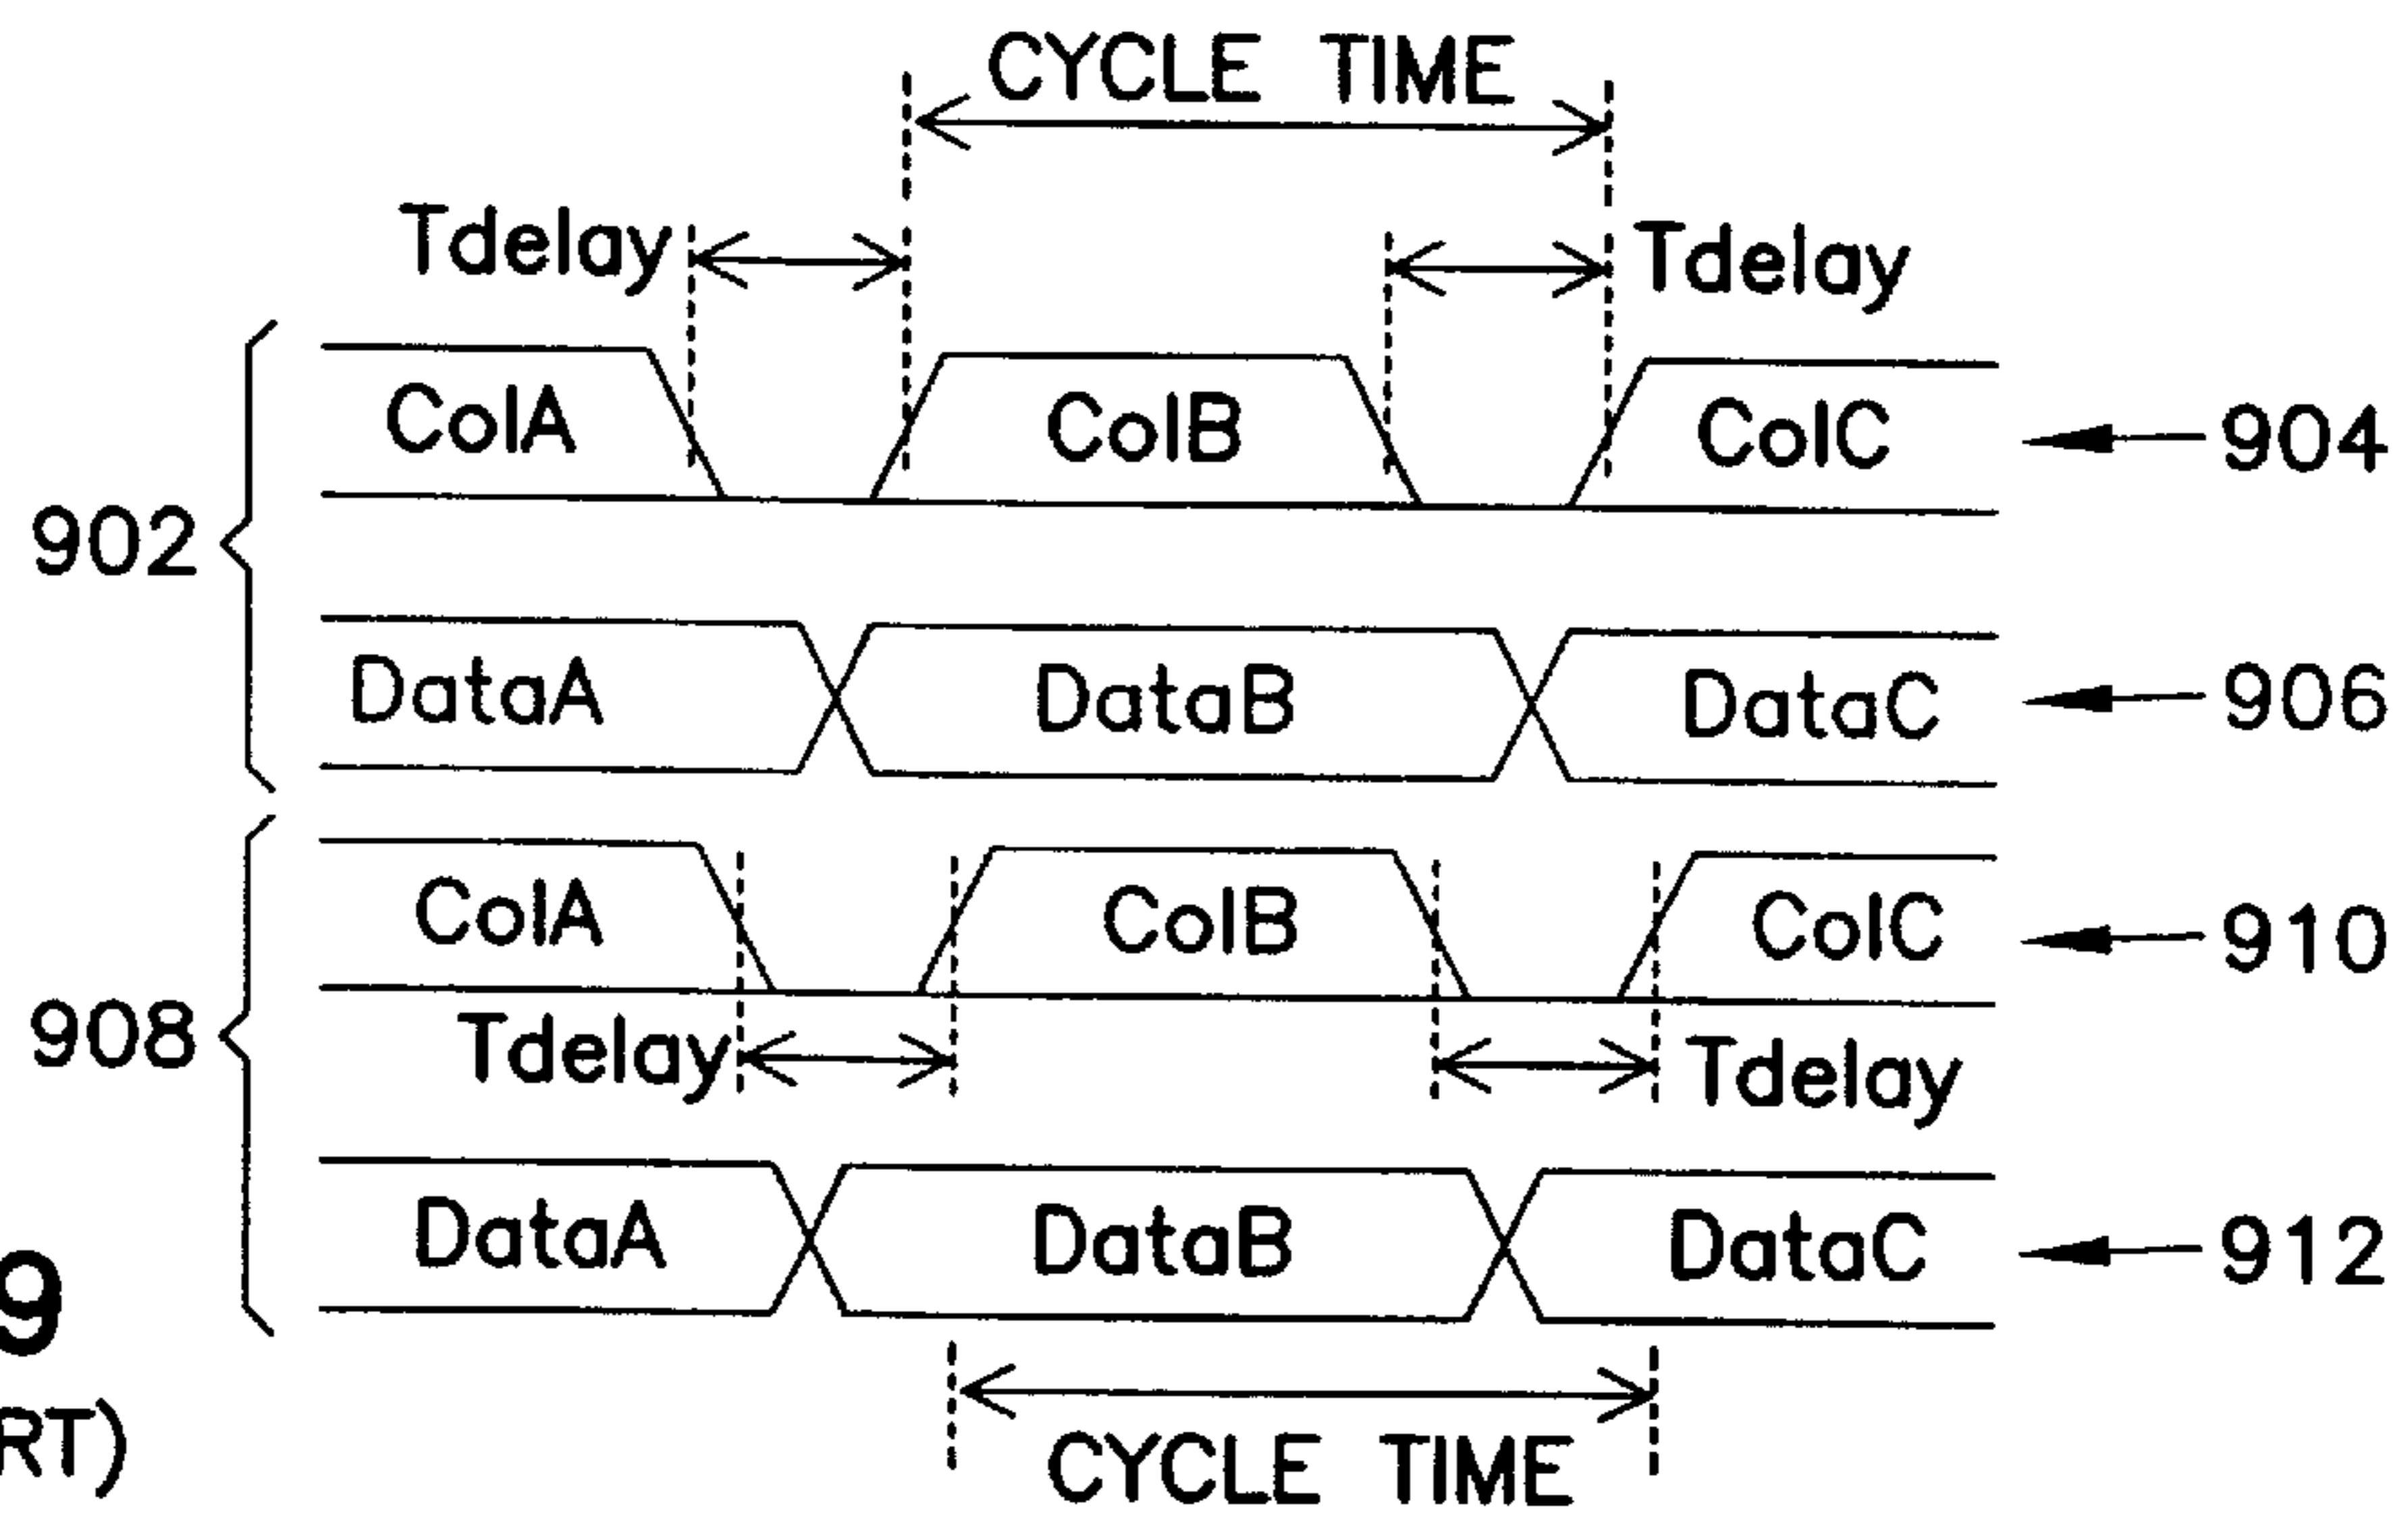 CYCLE TIME
Tdelay
Tdelay
ColA
ColB
ColC
904
902
DataA
DataB
DataC
906
ColA
ColB
ColC
910
908
Tdelay
Tdelay
DataA
DataB
DataC
912
9
RT)
CYCLE TIME